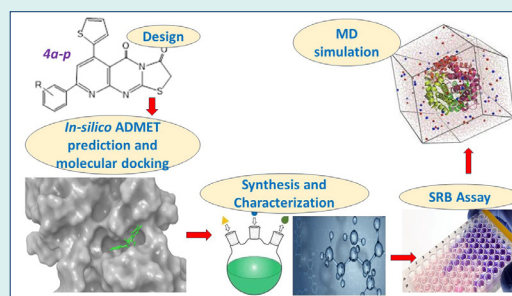 4a-p
S
O
O
N
R
N
N
S
Design
In-silico ADMET
prediction and
molecular docking
Synthesis and
Characterization
SRB Assay
MD
simulation